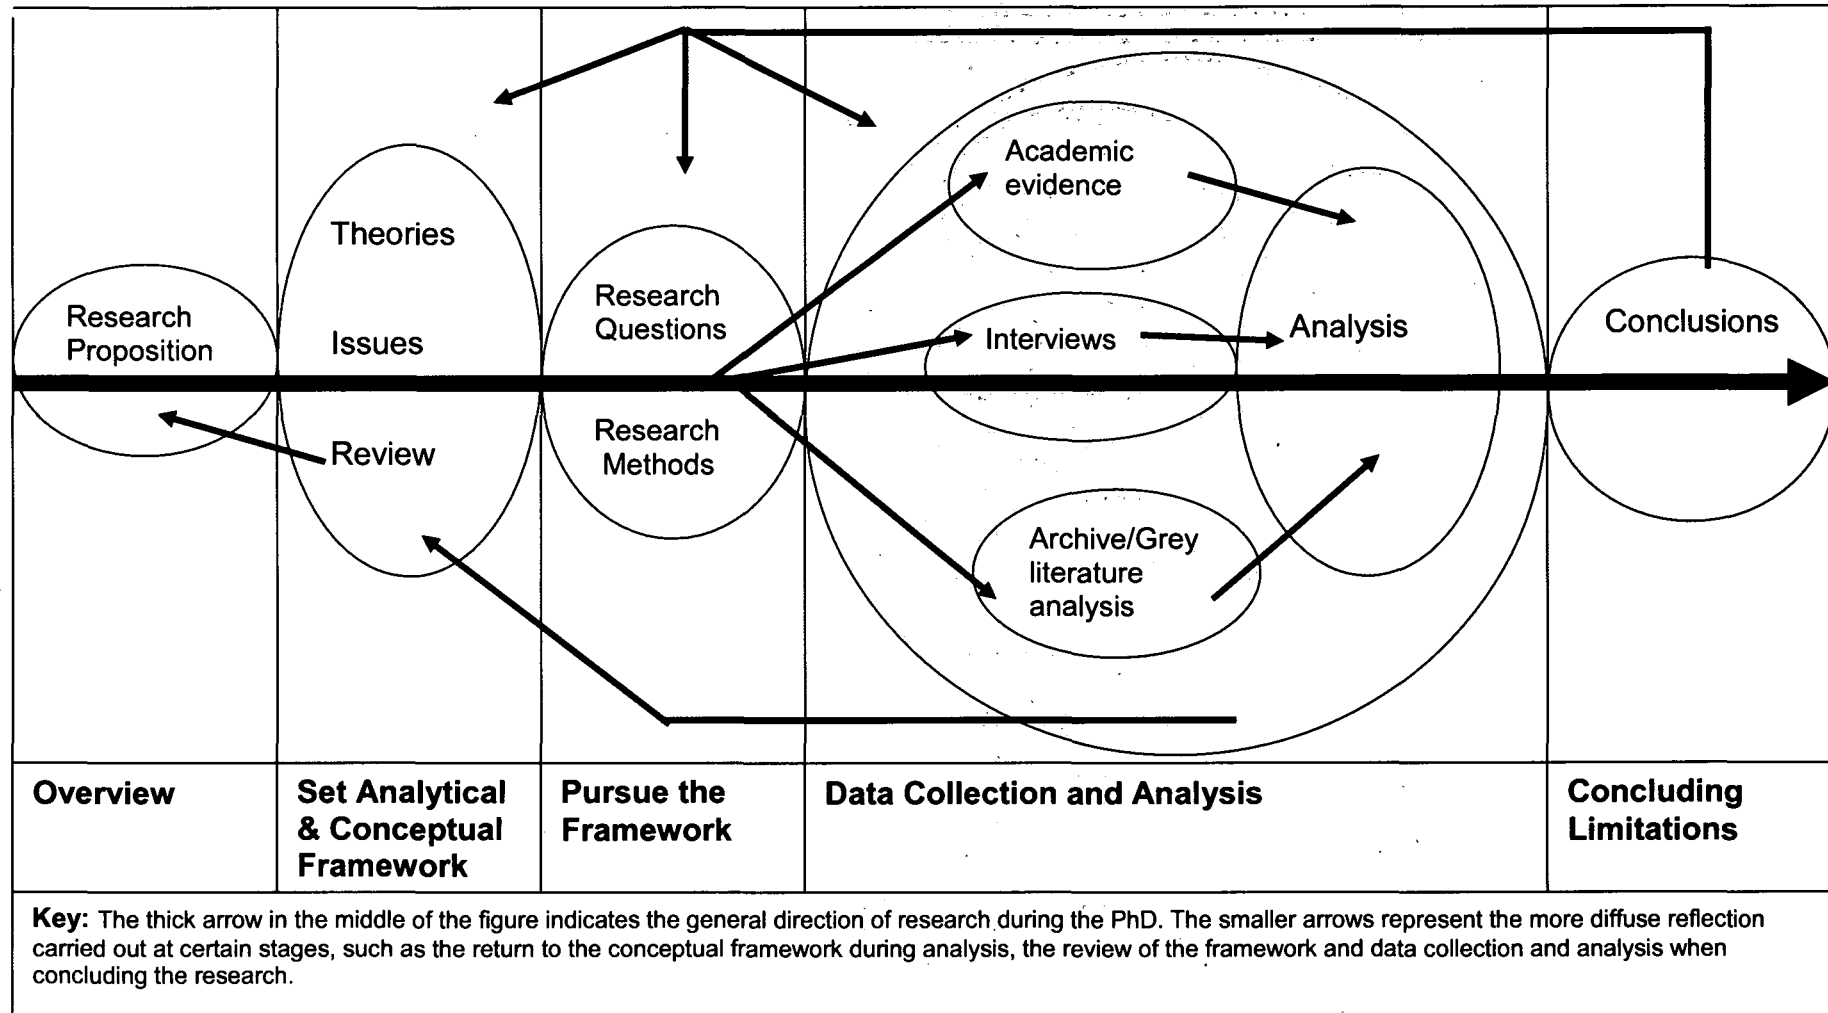 Research
Proposition
Theories
Issues
Review
Research
Questions
Research
Methods
Academic
evidence
Interviews
Archive/Grey
literature
analysis
Analysis
Conclusions
Overview
Set Analytical
& Conceptual
Framework
Pursue the
Framework
Data Collection and Analysis
Concluding
Limitations
Key: The thick arrow in the middle of the figure indicates the general direction of research during the PhD. The smaller arrows represent the more diffuse reflection
carried out at certain stages, such as the return to the conceptual framework during analysis, the review of the framework and data collection and analysis when
concluding the research.